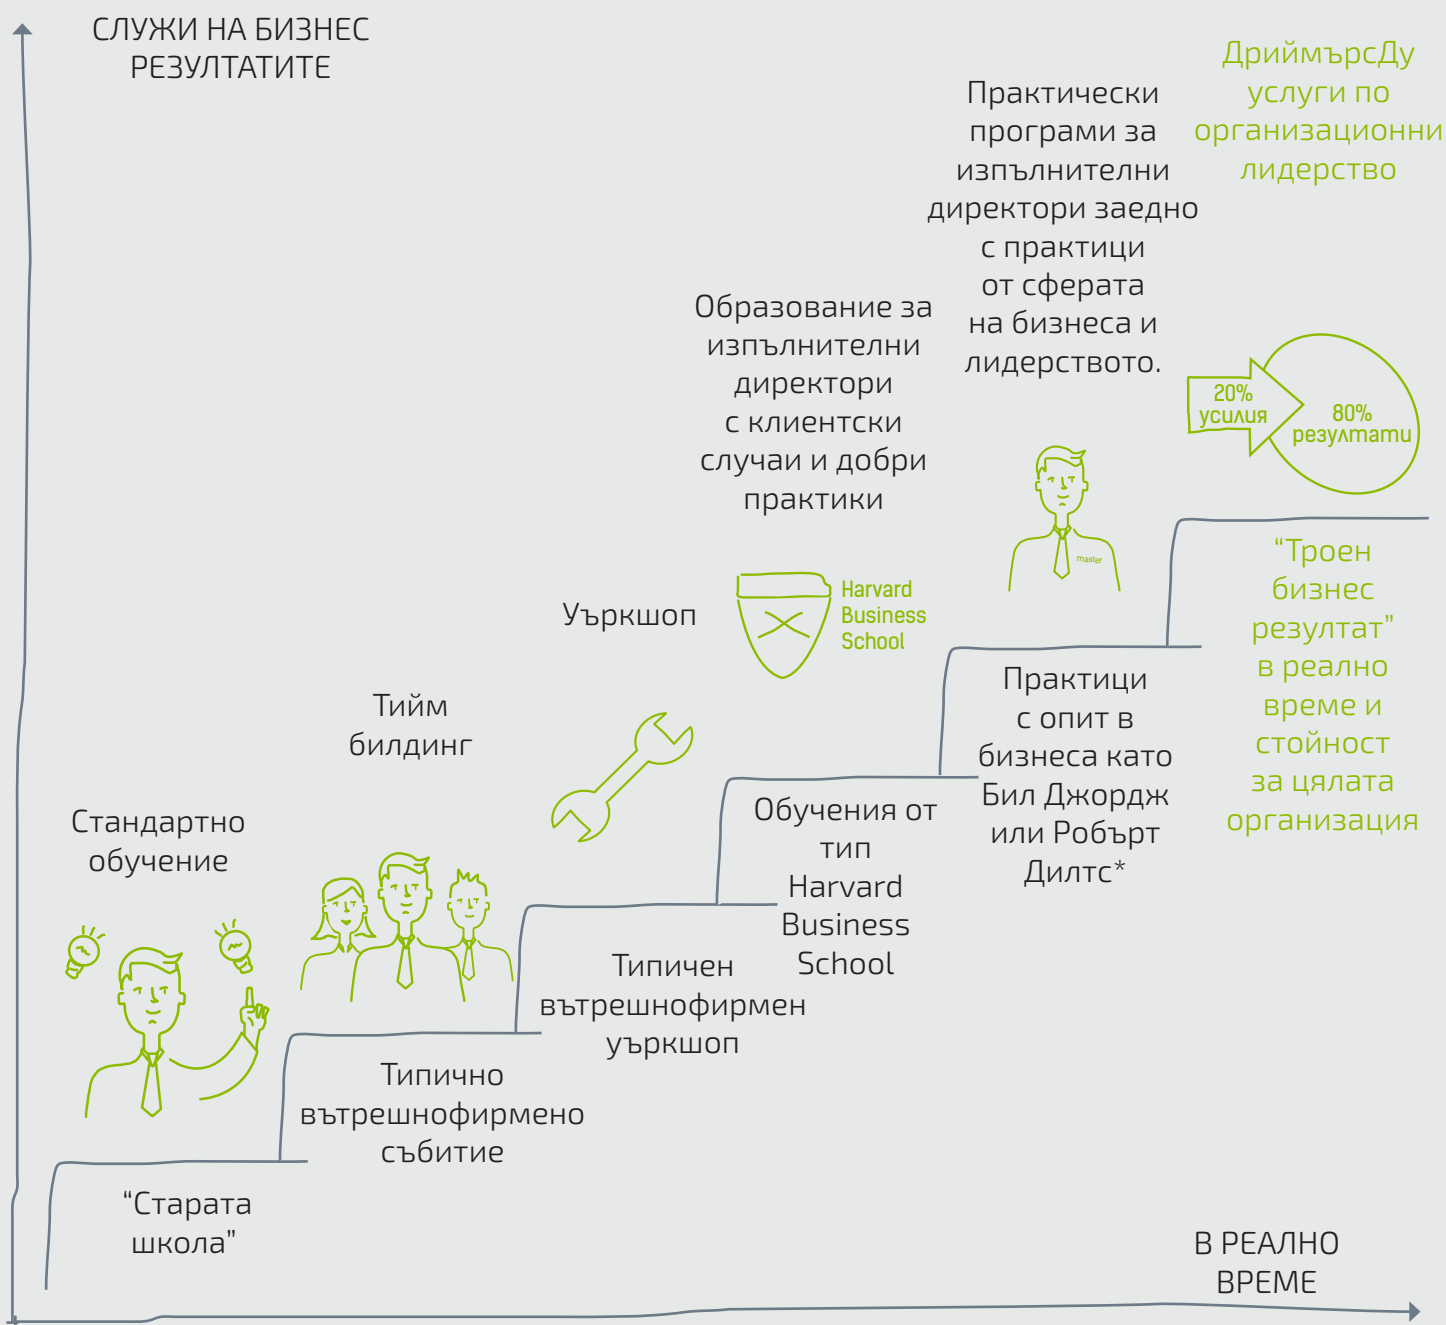 СЛУЖИ НА БИЗНЕС
РЕЗУЛТАТИТЕ
ДриймърсДу
услуги по
организационни
лидерство
Практически
програми за
изпълнителни
директори заедно
с практици
от сферата
на бизнеса и
лидерството.
Образование за
изпълнителни
директори
с клиентски
случаи и добри
практики
20%
усилия
80%
резултати
master
Уъркшоп
Harvard
Business
School
Тийм
билдинг
Стандартно
обучение
“Троен
бизнес
резултат”
в реално
време и
стойност
за цялата
организация
Практици
с опит в
бизнеса като
Бил Джордж
или Робърт
Дилтс*
Обучения от
тип
Harvard
Business
School
Типичен
вътрешнофирмен
уъркшоп
Типично
вътрешнофирмено
събитие
“Старата
школа”
В РЕАЛНО
ВРЕМЕ